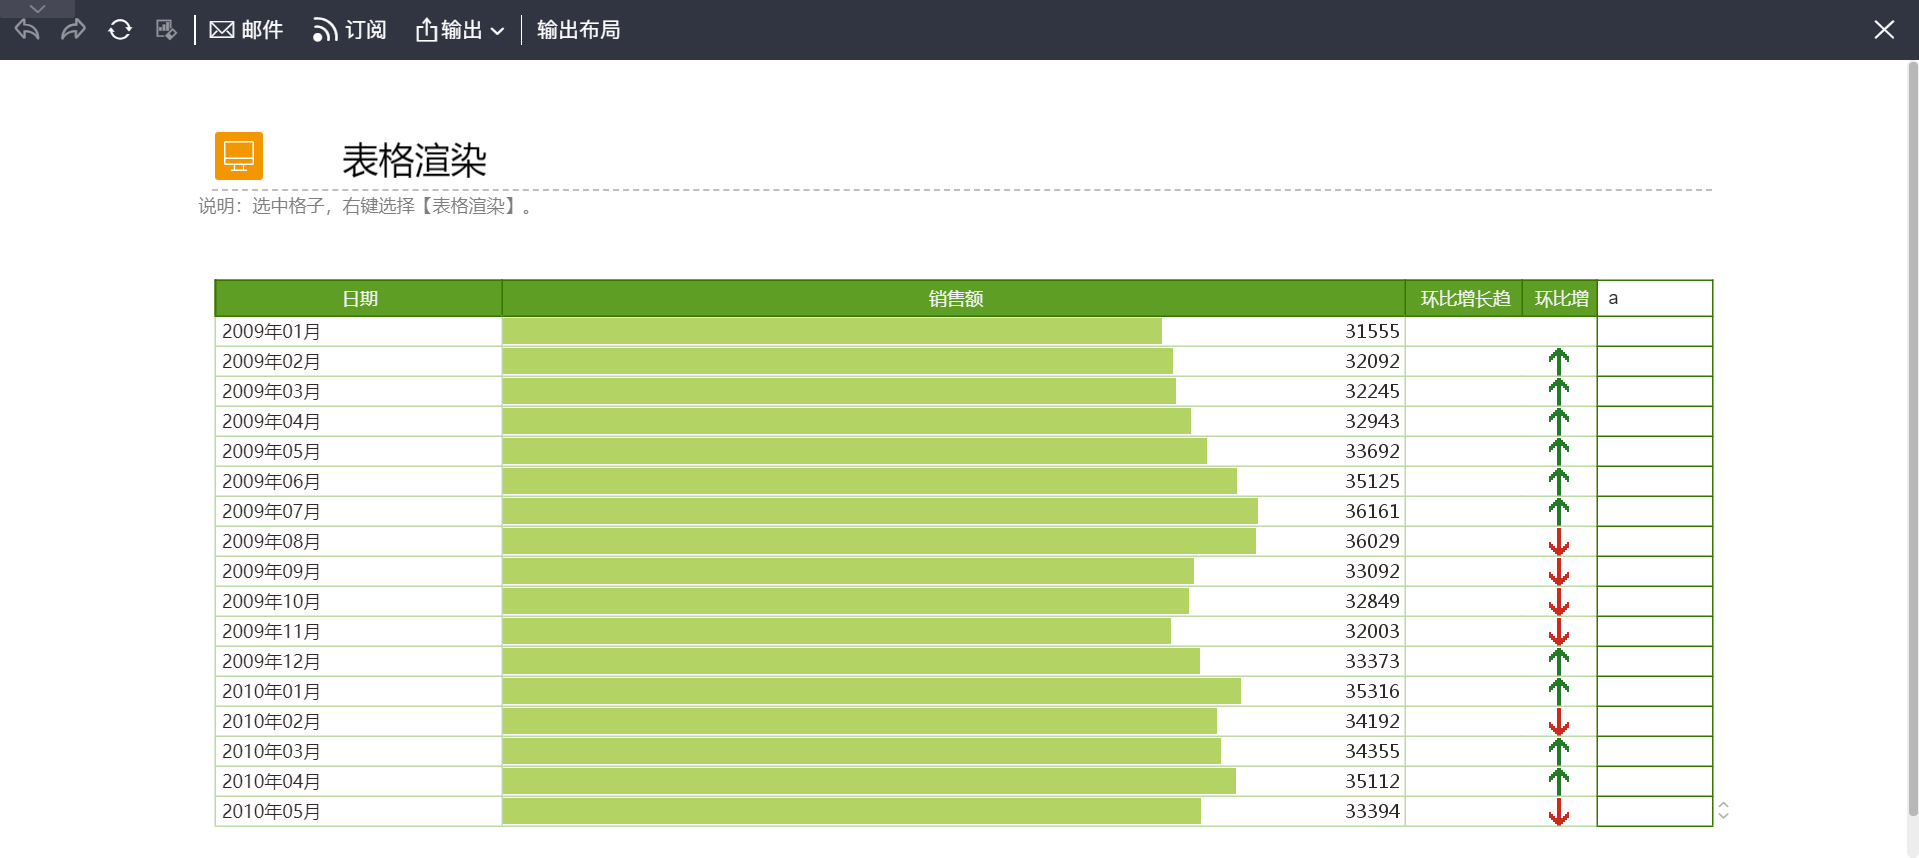 邮件 订阅 输出 输出布局
表格渲染
说明：选中格子，右键选择【表格渲染】。
日期 销售额 环比增长趋 环比增 a
2009年01月 31555
2009年02月 32092
2009年03月 32245
2009年04月 32943
2009年05月 33692
2009年06月 35125
2009年07月 36161
2009年08月 36029
2009年09月 33092
2009年10月 32849
2009年11月 32003
2009年12月 33373
2010年01月 35316
2010年02月 34192
2010年03月 34355
2010年04月 35112
2010年05月 33394